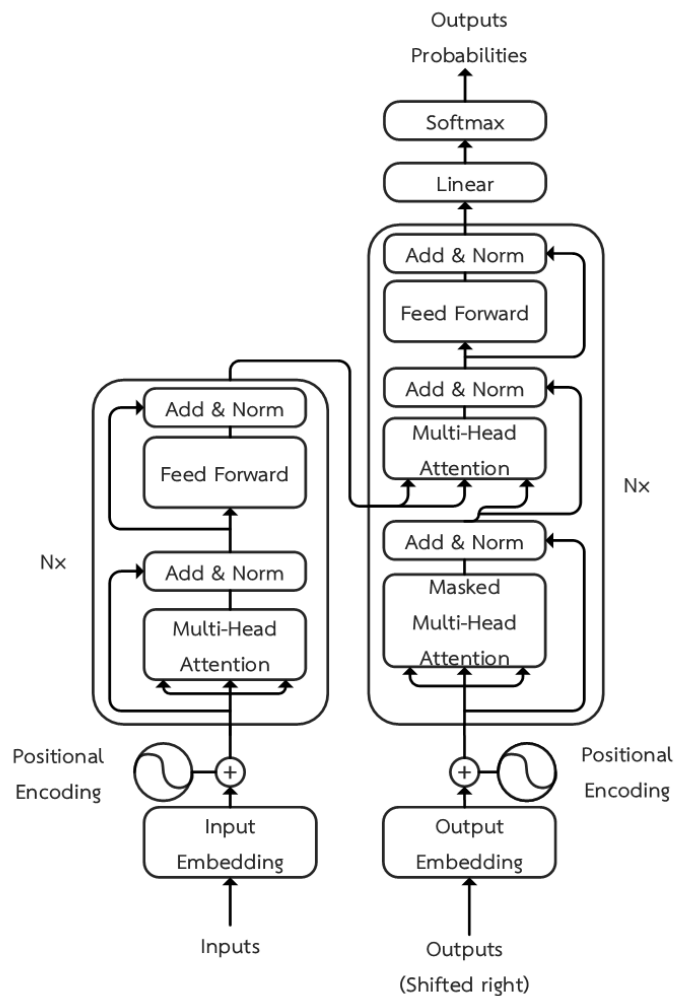 Outputs
Probabilities
Softmax
Linear
Add & Norm
Feed Forward
Add & Norm
Multi-Head
Attention
Nx
Add & Norm
Masked
Multi-Head
Attention
Add & Norm
Feed Forward
Nx
Add & Norm
Multi-Head
Attention
Positional
Encoding
+
+
Positional
Encoding
Input
Embedding
Output
Embedding
Inputs
Outputs
(Shifted right)